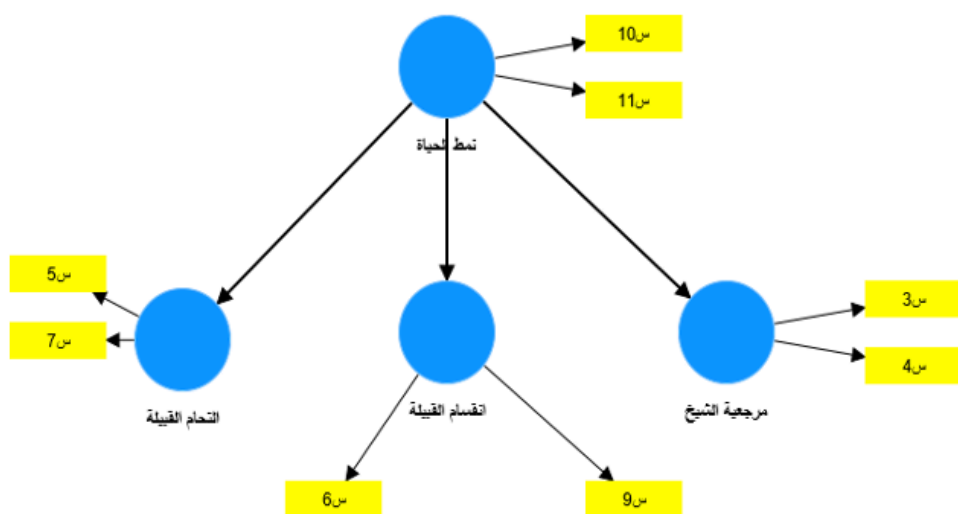 س10
س11
نمط الحياة
س5
س7
س3
س4
التحام القبيلة
انقسام القبيلة
مرجعية الشيخ
س6
س9